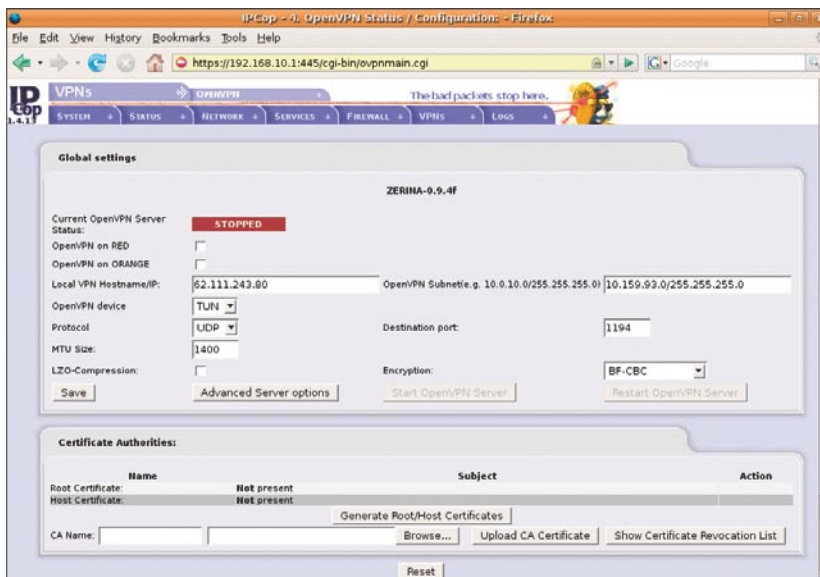 IPCop - 4. OpenVPN Status / Configuration: - Firefox
File Edit View History Bookmarks Tools Help
https://192.168.10.1:445/cgi-bin/ovpnmain.cgi
G Google
IPCop
1.4.13
VPNs
OPENVPN +
The bad packets stop here.
SYSTEM + STATUS + NETWORK + SERVICES + FIREWALL + VPNS + LOGS +
Global settings
ZERINA-0.9.4f
Current OpenVPN Server Status:
STOPPED
OpenVPN on RED
OpenVPN on ORANGE
Local VPN Hostname/IP: 62.111.243.80 OpenVPN Subnet(e.g. 10.0.10.0/255.255.255.0) 10.159.93.0/255.255.255.0
OpenVPN device TUN
Protocol UDP Destination port: 1194
MTU Size: 1400
LZO-Compression: Encryption: BF-CBC
Save Advanced Server options Start OpenVPN Server Restart OpenVPN Server
Certificate Authorities:
Name Subject Action
Root Certificate: Not present
Host Certificate: Not present
Generate Root/Host Certificates
CA Name: Browse... Upload CA Certificate Show Certificate Revocation List
Reset